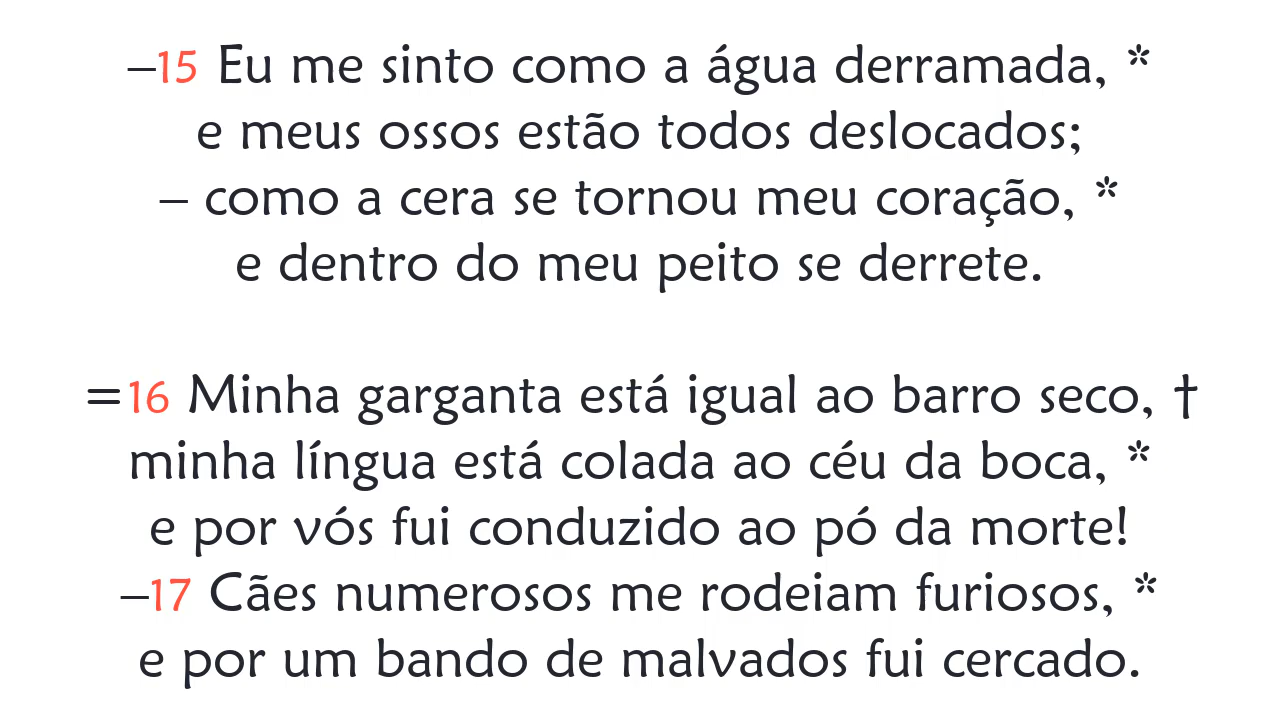 –15 Eu me sinto como a água derramada, *
e meus ossos estão todos deslocados;
– como a cera se tornou meu coração, *
e dentro do meu peito se derrete.
=16 Minha garganta está igual ao barro seco, †
minha língua está colada ao céu da boca, *
e por vós fui conduzido ao pó da morte!
–17 Cães numerosos me rodeiam furiosos, *
e por um bando de malvados fui cercado.